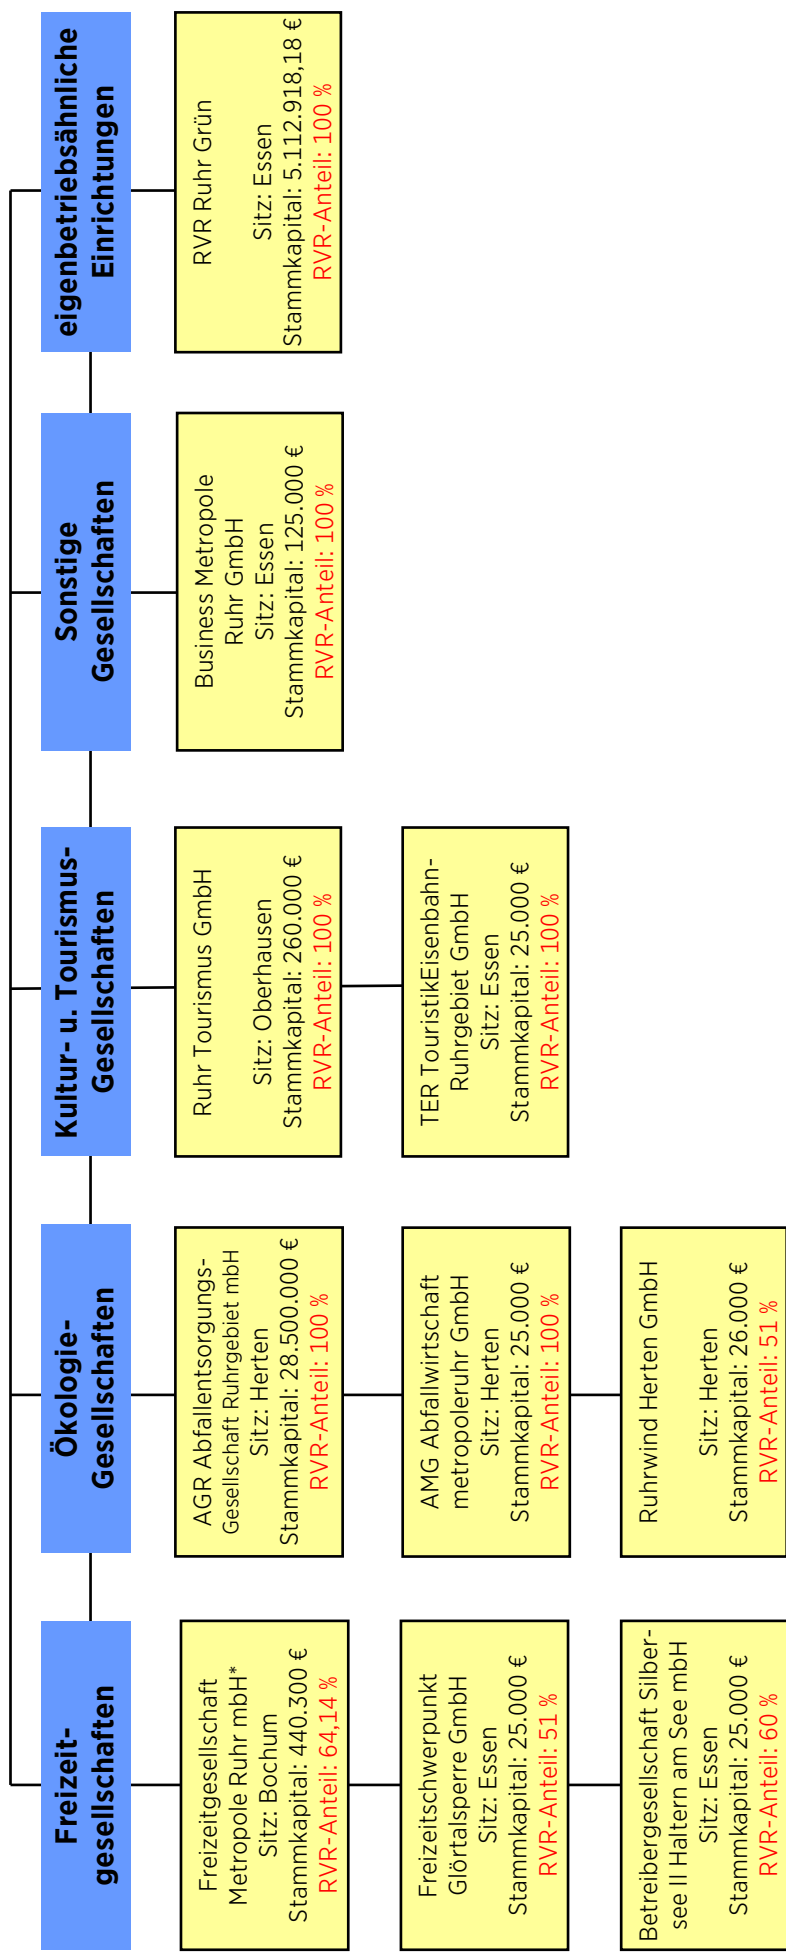 Freizeit-
gesellschaften
Freizeitgesellschaft
Metropole Ruhr mbH*
Sitz: Bochum
Stammkapital: 440.300 €
RVR-Anteil: 64,14 %
Freizeitschwerpunkt
Glörtalsperre GmbH
Sitz: Essen
Stammkapital: 25.000 €
RVR-Anteil: 51 %
Betreibergesellschaft Silber-
see II Haltern am See mbH
Sitz: Essen
Stammkapital: 25.000 €
RVR-Anteil: 60 %
Ökologie-
Gesellschaften
AGR Abfallentsorgungs-
Gesellschaft Ruhrgebiet mbH
Sitz: Herten
Stammkapital: 28.500.000 €
RVR-Anteil: 100 %
AMG Abfallwirtschaft
metropoleruhr GmbH
Sitz: Herten
Stammkapital: 25.000 €
RVR-Anteil: 100 %
Ruhrwind Herten GmbH
Sitz: Herten
Stammkapital: 26.000 €
RVR-Anteil: 51 %
Kultur- u. Tourismus-
Gesellschaften
Ruhr Tourismus GmbH
Sitz: Oberhausen
Stammkapital: 260.000 €
RVR-Anteil: 100 %
TER TouristikEisenbahn-
Ruhrgebiet GmbH
Sitz: Essen
Stammkapital: 25.000 €
RVR-Anteil: 100 %
Sonstige
Gesellschaften
Business Metropole
Ruhr GmbH
Sitz: Essen
Stammkapital: 125.000 €
RVR-Anteil: 100 %
eigenbetriebsähnliche
Einrichtungen
RVR Ruhr Grün
Sitz: Essen
Stammkapital: 5.112.918,18 €
RVR-Anteil: 100 %